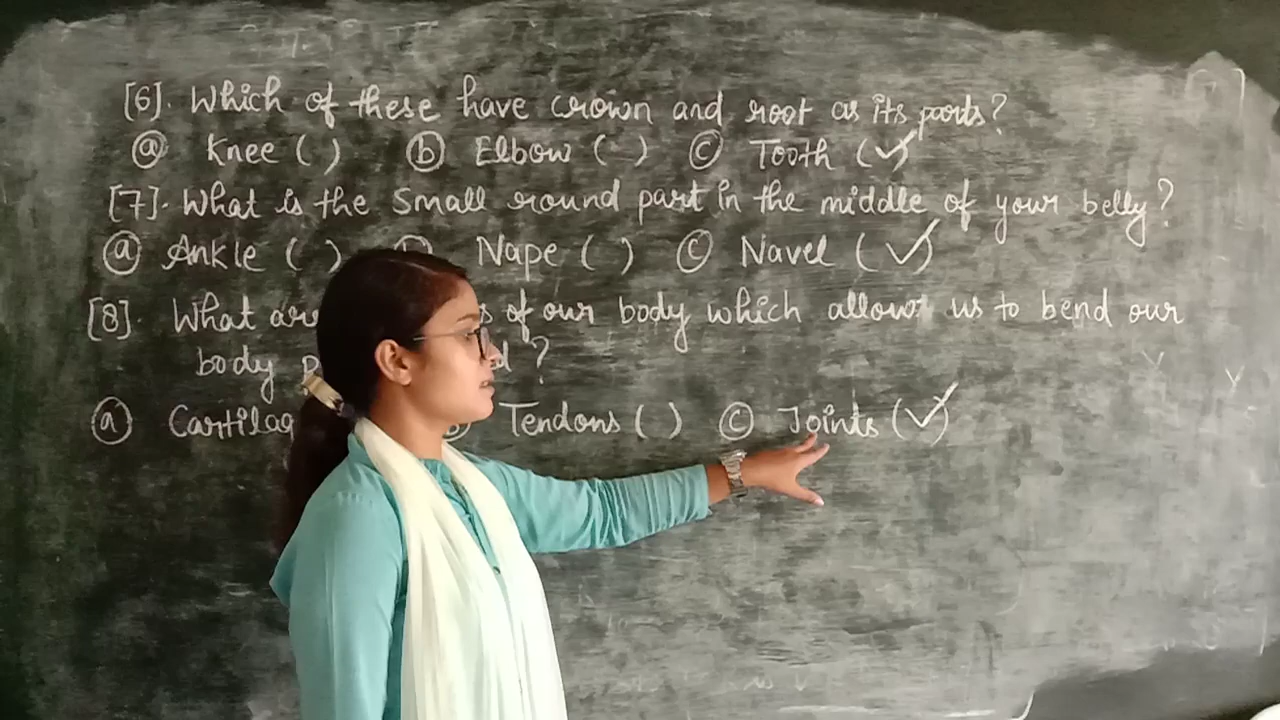 [6]. Which of these have crown and root as its parts?
ⓐ Knee ( ) ⓑ Elbow ( ) ⓒ Tooth (✓)
[7]. What is the Small round part in the middle of your belly?
ⓐ Ankle ( ) Nape ( ) ⓒ Navel (✓)
[8]. What are of our body which allows us to bend our
body ?
ⓐ Tendons ( ) ⓒ Joints (✓)